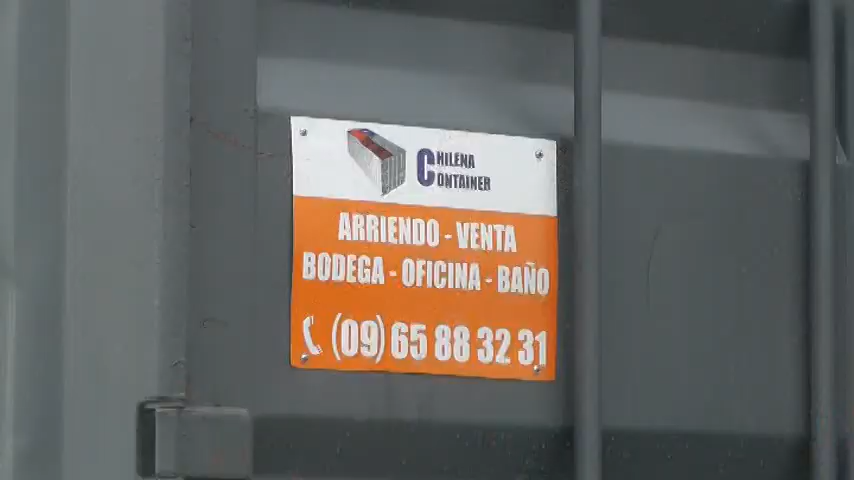 CHILENA
CONTAINER
ARRIENDO - VENTA
BODEGA - OFICINA - BAÑO
(09) 65 88 32 31